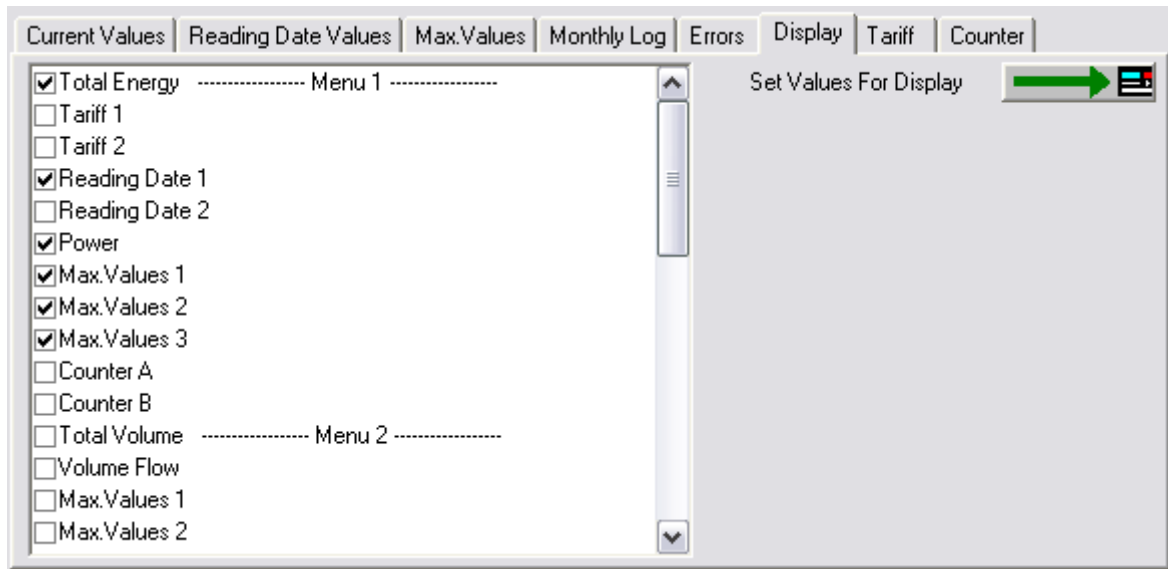 Current Values Reading Date Values Max.Values Monthly Log Errors Display Tariff Counter
Total Energy ------------------ Menu 1 ------------------
Set Values For Display
Tariff 1
Tariff 2
Reading Date 1
Reading Date 2
Power
Max.Values 1
Max.Values 2
Max.Values 3
Counter A
Counter B
Total Volume ------------------ Menu 2 ------------------
Volume Flow
Max.Values 1
Max.Values 2